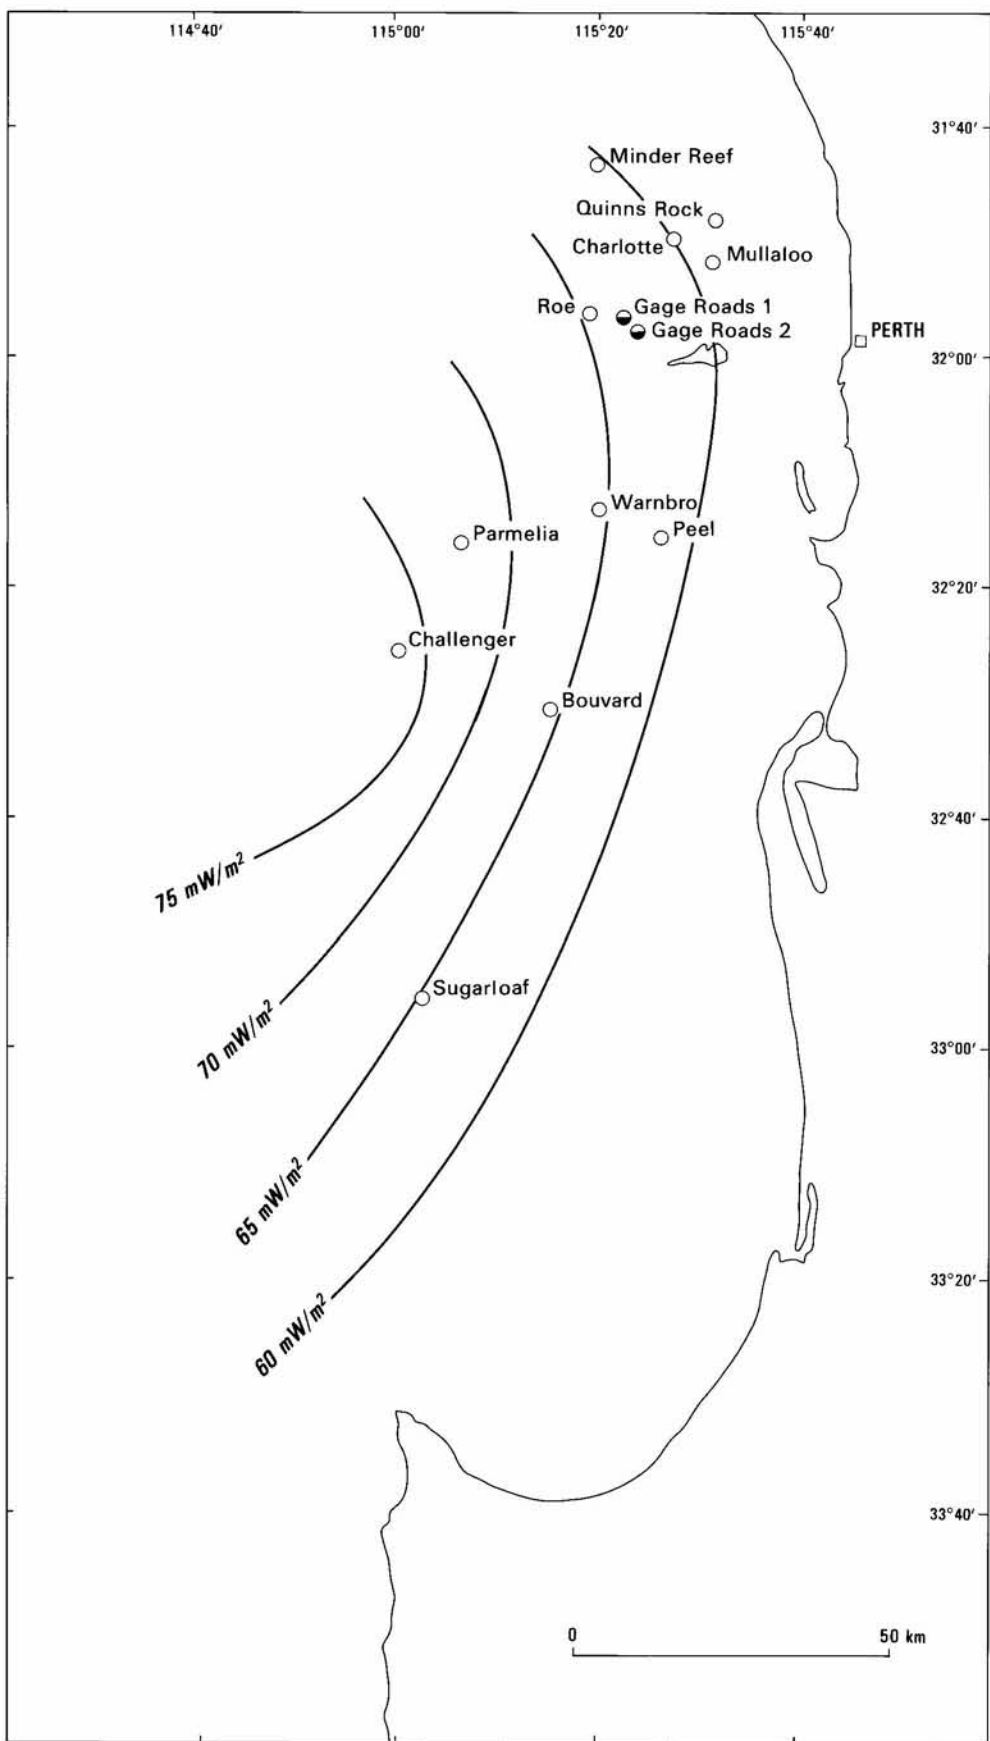 114°40′ 115°00′ 115°20′ 115°40′
31°40′
Minder Reef
Quinns Rock
Charlotte
Mullaloo
Roe
Gage Roads 1
Gage Roads 2
PERTH
32°00′
Warnbro
Parmelia
Peel
32°20′
Challenger
Bouvard
32°40′
75 mW/m²
Sugarloaf
70 mW/m²
33°00′
65 mW/m²
33°20′
60 mW/m²
33°40′
0 50 km